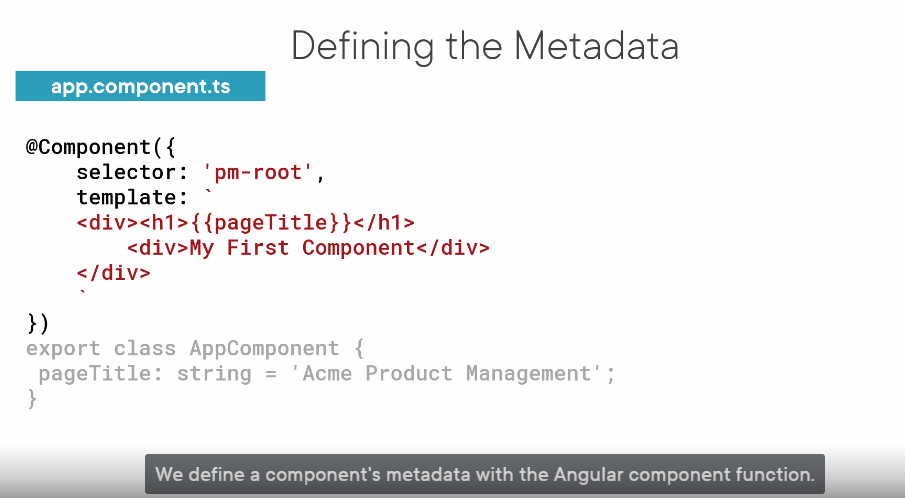 Defining the Metadata
app.component.ts
@Component({
    selector: 'pm-root',
    template: `
    <div><h1>{{pageTitle}}</h1>
        <div>My First Component</div>
    </div>
    `
})
export class AppComponent {
 pageTitle: string = 'Acme Product Management';
}
We define a component's metadata with the Angular component function.